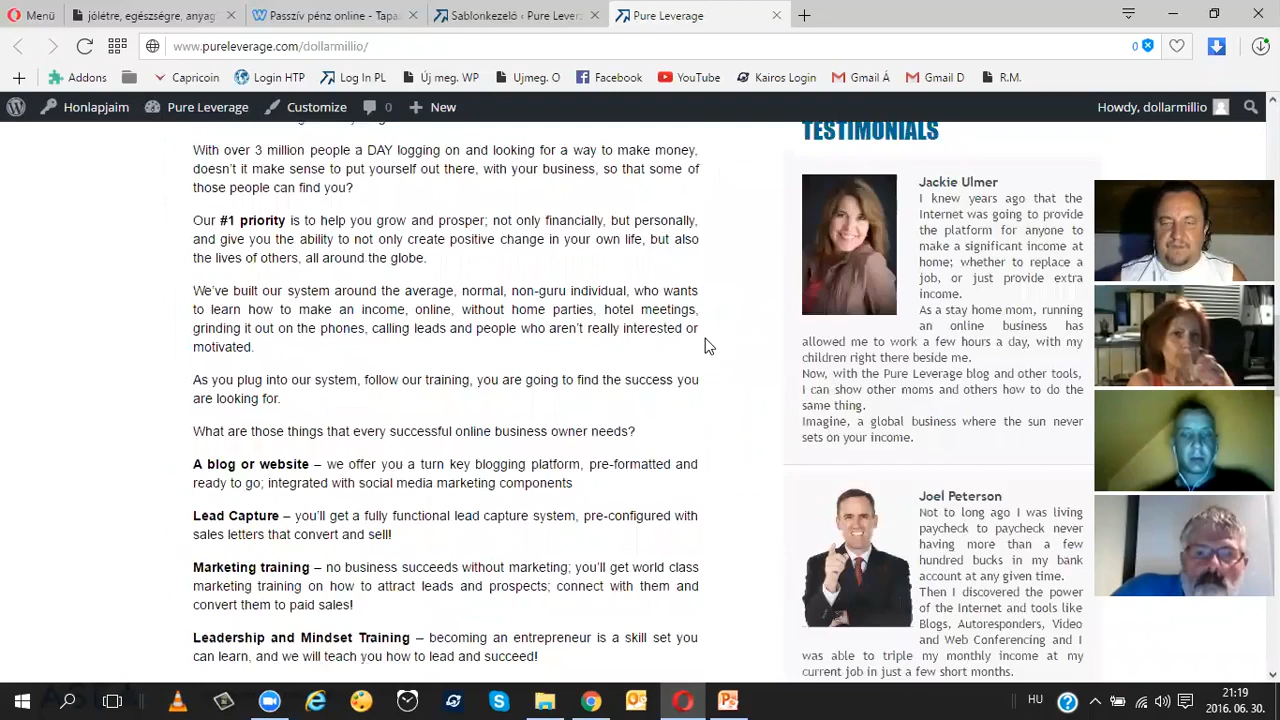 Menü
jólétre, egészségre, anyag
Passzív pénz online - Tapa
Sablonkezelő ‹ Pure Lever
Pure Leverage
www.pureleverage.com/dollarmillio/
0
Addons
Capricoin
Login HTP
Log In PL
Új meg. WP
Ujmeg. O
Facebook
YouTube
Kairos Login
Gmail Á
Gmail D
R.M.
Honlapjaim
Pure Leverage
Customize
0
New
Howdy, dollarmillio
With over 3 million people a DAY logging on and looking for a way to make money,
doesn't it make sense to put yourself out there, with your business, so that some of
those people can find you?
Our #1 priority is to help you grow and prosper; not only financially, but personally,
and give you the ability to not only create positive change in your own life, but also
the lives of others, all around the globe.
We've built our system around the average, normal, non-guru individual, who wants
to learn how to make an income, online, without home parties, hotel meetings,
grinding it out on the phones, calling leads and people who aren't really interested or
motivated.
As you plug into our system, follow our training, you are going to find the success you
are looking for.
What are those things that every successful online business owner needs?
A blog or website – we offer you a turn key blogging platform, pre-formatted and
ready to go; integrated with social media marketing components
Lead Capture – you'll get a fully functional lead capture system, pre-configured with
sales letters that convert and sell!
Marketing training – no business succeeds without marketing; you'll get world class
marketing training on how to attract leads and prospects; connect with them and
convert them to paid sales!
Leadership and Mindset Training – becoming an entrepreneur is a skill set you
can learn, and we will teach you how to lead and succeed!
TESTIMONIALS
Jackie Ulmer
I knew years ago that the
Internet was going to provide
the platform for anyone to
make a significant income at
home; whether to replace a
job, or just provide extra
income.
As a stay home mom, running
an online business has
allowed me to work a few hours a day, with my
children right there beside me.
Now, with the Pure Leverage blog and other tools,
I can show other moms and others how to do the
same thing.
Imagine, a global business where the sun never
sets on your income.
Joel Peterson
Not to long ago I was living
paycheck to paycheck never
having more than a few
hundred bucks in my bank
account at any given time.
Then I discovered the power
of the Internet and tools like
Blogs, Autoresponders, Video
and Web Conferencing and I
was able to triple my monthly income at my
current job in just a few short months.
HU
21:19
2016. 06. 30.